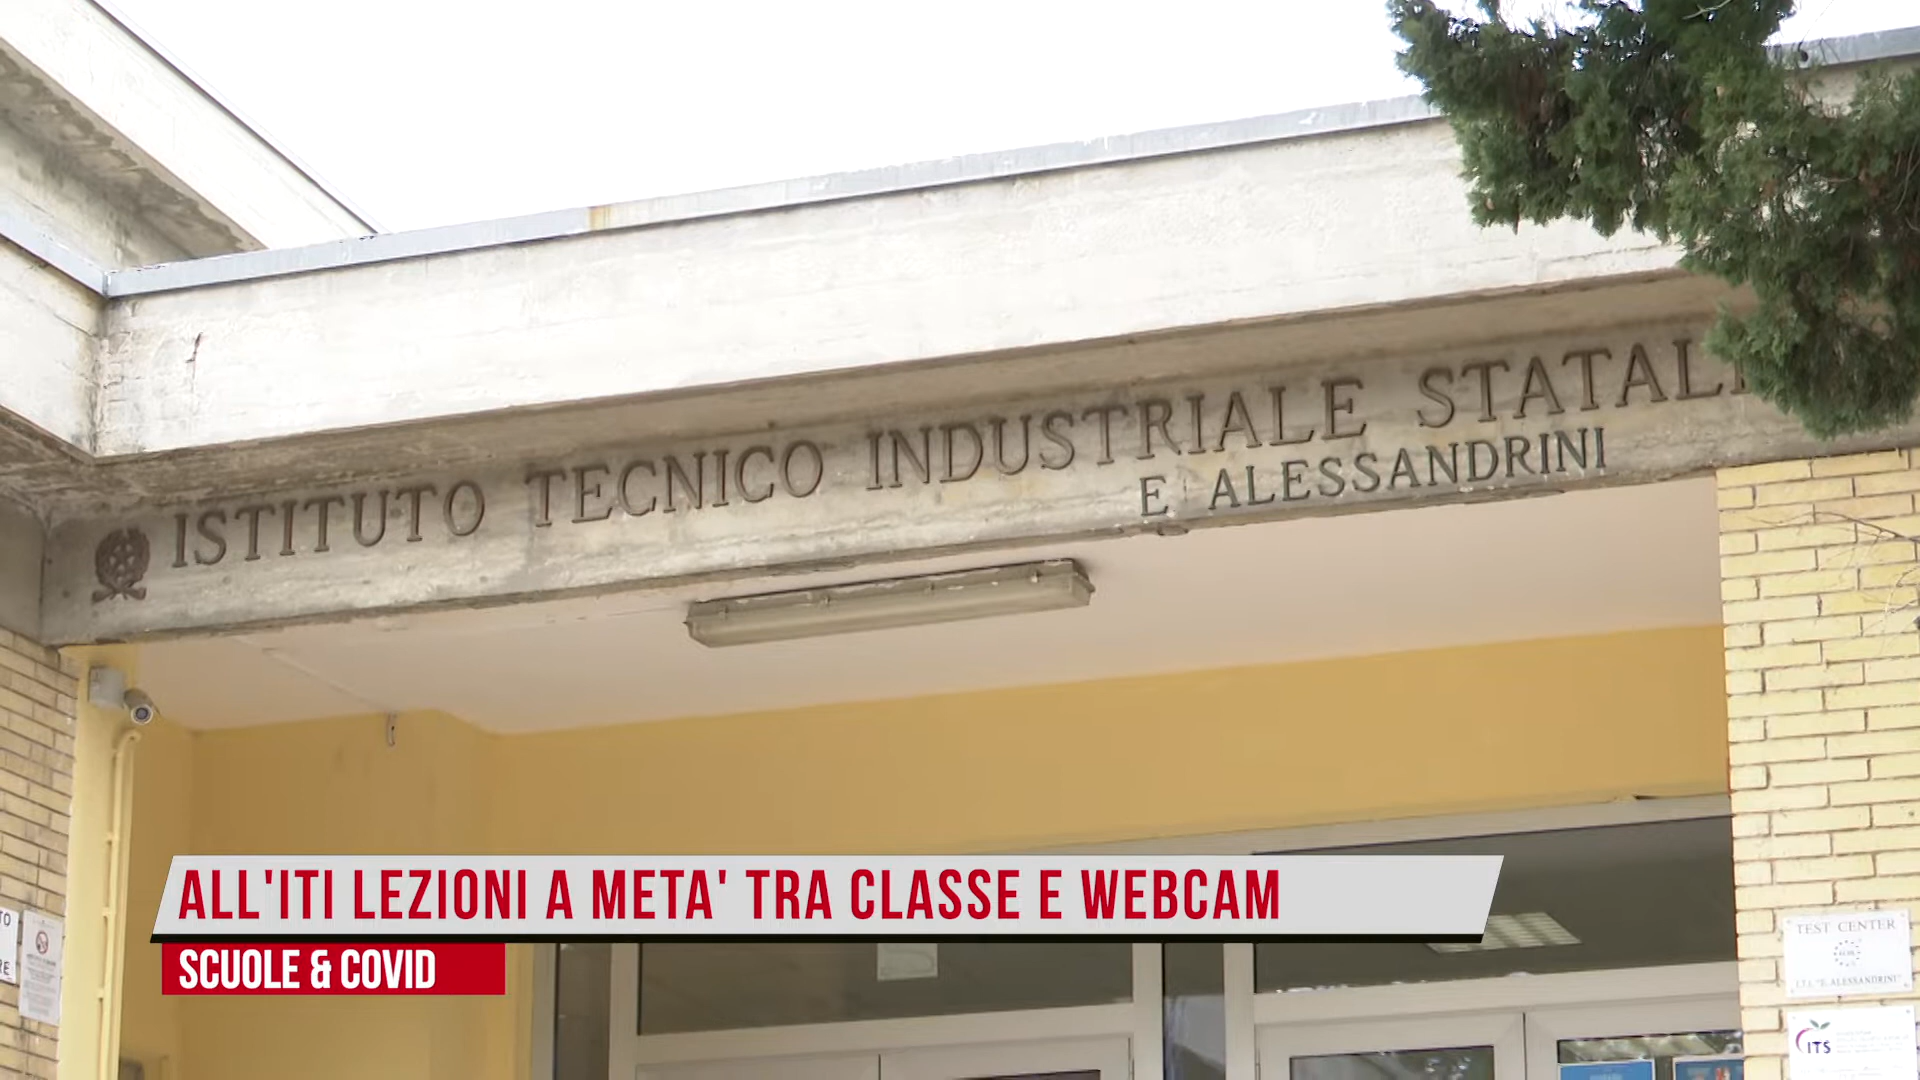 ISTITUTO TECNICO INDUSTRIALE STATAL
E ALESSANDRINI
ALL'ITI LEZIONI A META' TRA CLASSE E WEBCAM
SCUOLE & COVID
TEST CENTER
I.T.I. "E. ALESSANDRINI"
ITS